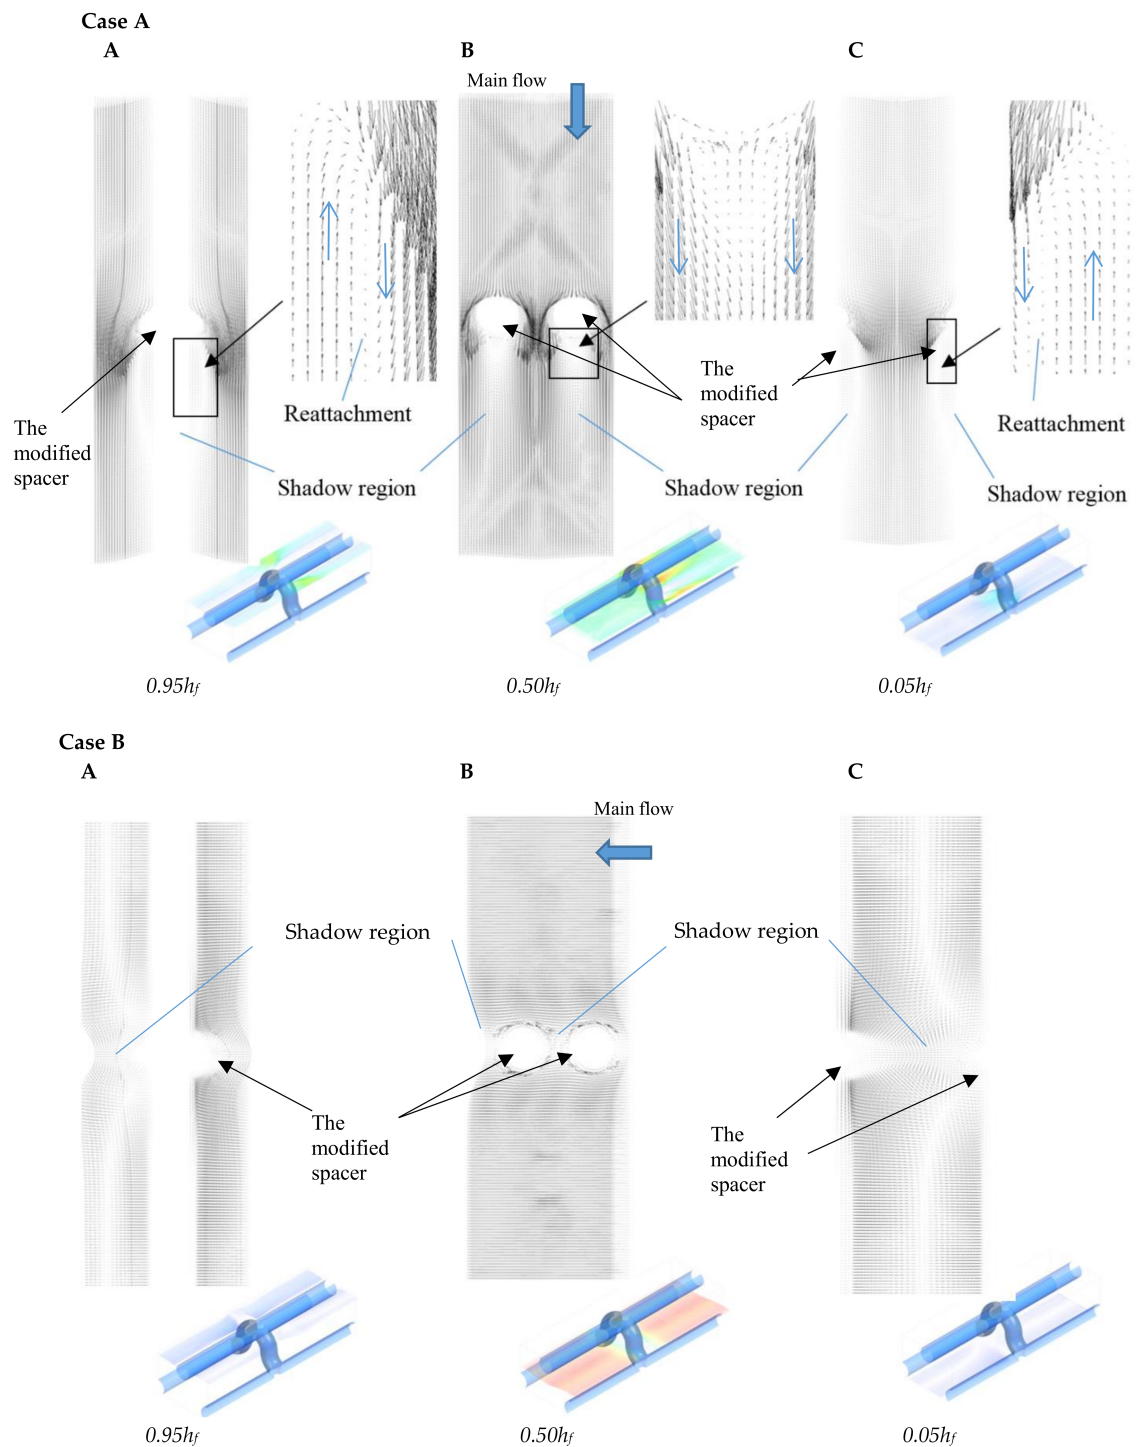 Case A
A
B
C
Main flow
The
modified
spacer
Reattachment
The
modified
spacer
Reattachment
Shadow region
Shadow region
Shadow region
0.95hf
0.50hf
0.05hf
Case B
A
B
C
Main flow
Shadow region
Shadow region
The
modified
spacer
The
modified
spacer
0.95hf
0.50hf
0.05hf